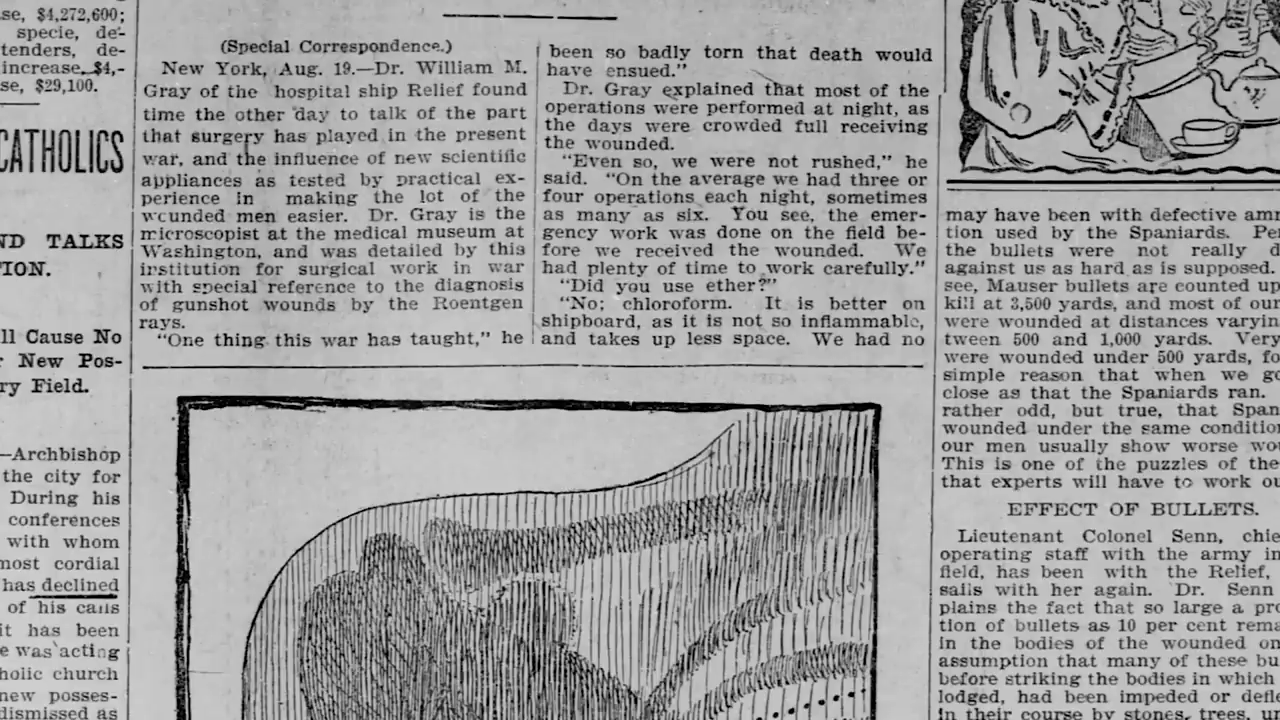 se, $4,272,600;
specie, de-
tenders, de-
increase, $4,-
se, $29,100.
CATHOLICS
ND TALKS
TION.
ll Cause No
r New Pos-
ry Field.
—Archbishop
the city for
During his
conferences
with whom
most cordial
has declined
of his calls
it has been
e was acting
holic church
new posses-
dismissed as
(Special Correspondence.)
New York, Aug. 19.—Dr. William M.
Gray of the hospital ship Relief found
time the other day to talk of the part
that surgery has played in the present
war, and the influence of new scientific
appliances as tested by practical ex-
perience in making the lot of the
wounded men easier. Dr. Gray is the
microscopist at the medical museum at
Washington, and was detailed by this
institution for surgical work in war
with special reference to the diagnosis
of gunshot wounds by the Roentgen
rays.
"One thing this war has taught," he
been so badly torn that death would
have ensued."
Dr. Gray explained that most of the
operations were performed at night, as
the days were crowded full receiving
the wounded.
"Even so, we were not rushed," he
said. "On the average we had three or
four operations each night, sometimes
as many as six. You see, the emer-
gency work was done on the field be-
fore we received the wounded. We
had plenty of time to work carefully."
"Did you use ether?"
"No; chloroform. It is better on
shipboard, as it is not so inflammable,
and takes up less space. We had no
may have been with defective amm
tion used by the Spaniards. Per
the bullets were not really d
against us as hard as is supposed.
see, Mauser bullets are counted up
kill at 3,500 yards, and most of our
were wounded at distances varyin
tween 500 and 1,000 yards. Very
were wounded under 500 yards, fo
simple reason that when we go
close as that the Spaniards ran.
rather odd, but true, that Span
wounded under the same condition
our men usually show worse wo
This is one of the puzzles of the
that experts will have to work ou
EFFECT OF BULLETS.
Lieutenant Colonel Senn, chie
operating staff with the army in
field, has been with the Relief,
sails with her again. Dr. Senn
plains the fact that so large a pro
tion of bullets as 10 per cent rema
in the bodies of the wounded on
assumption that many of these bu
before striking the bodies in which
lodged, had been impeded or defle
in their course by stones, trees, un